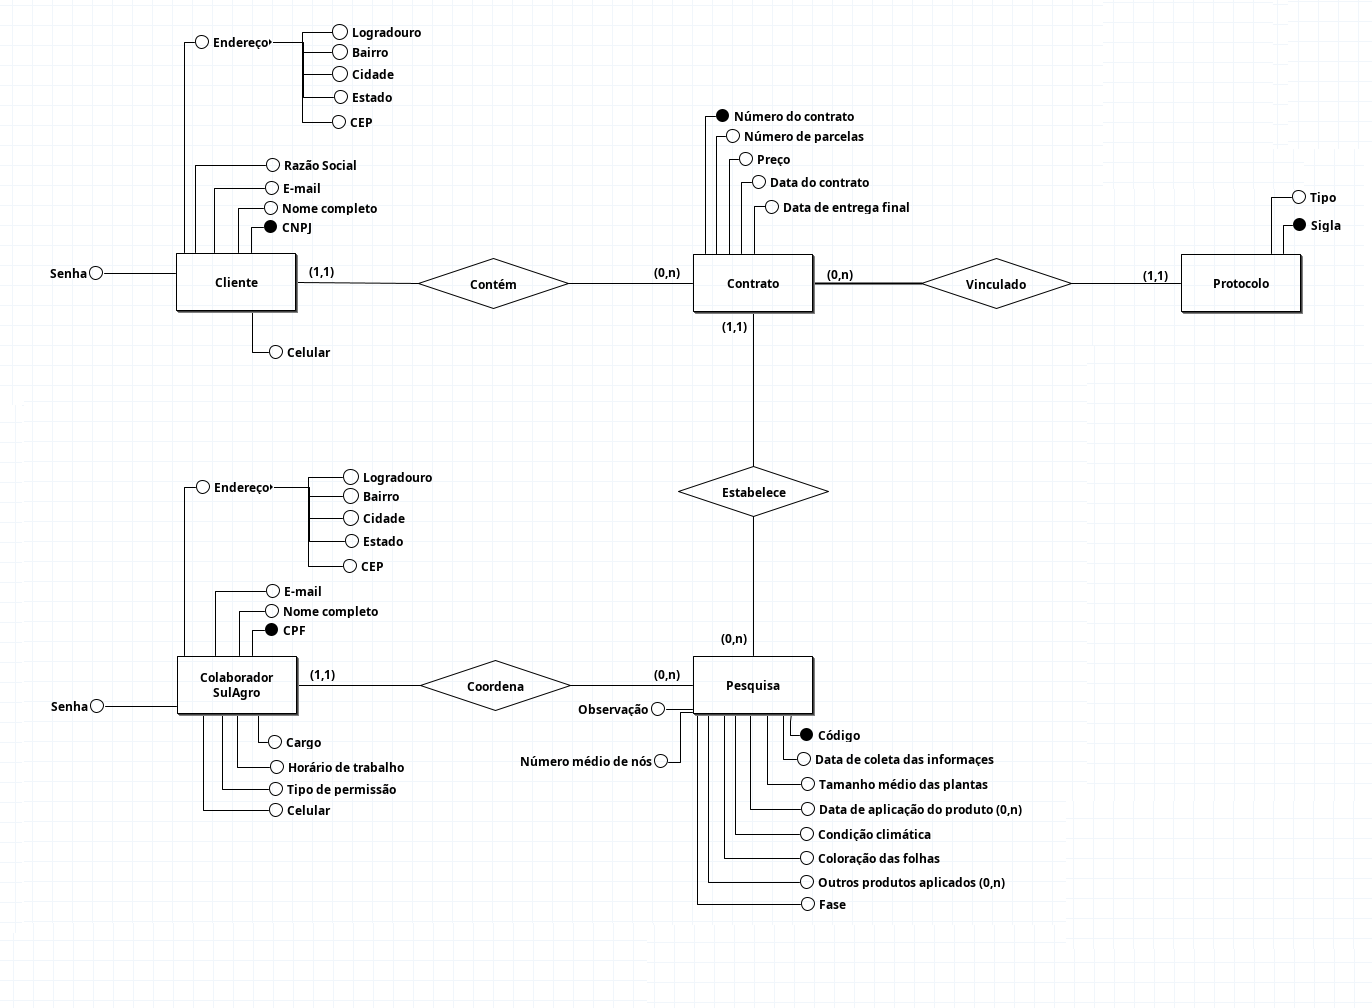 Endereço
Logradouro
Bairro
Cidade
Estado
CEP
Razão Social
E-mail
Nome completo
CNPJ
Senha
Cliente
Celular
(1,1)
Contém
(0,n)
Número do contrato
Número de parcelas
Preço
Data do contrato
Data de entrega final
Contrato
(0,n)
Vinculado
(1,1)
Tipo
Sigla
Protocolo
(1,1)
Estabelece
(0,n)
Endereço
Logradouro
Bairro
Cidade
Estado
CEP
E-mail
Nome completo
CPF
Colaborador
SulAgro
Senha
Cargo
Horário de trabalho
Tipo de permissão
Celular
(1,1)
Coordena
(0,n)
Pesquisa
Observação
Número médio de nós
Código
Data de coleta das informaçes
Tamanho médio das plantas
Data de aplicação do produto (0,n)
Condição climática
Coloração das folhas
Outros produtos aplicados (0,n)
Fase